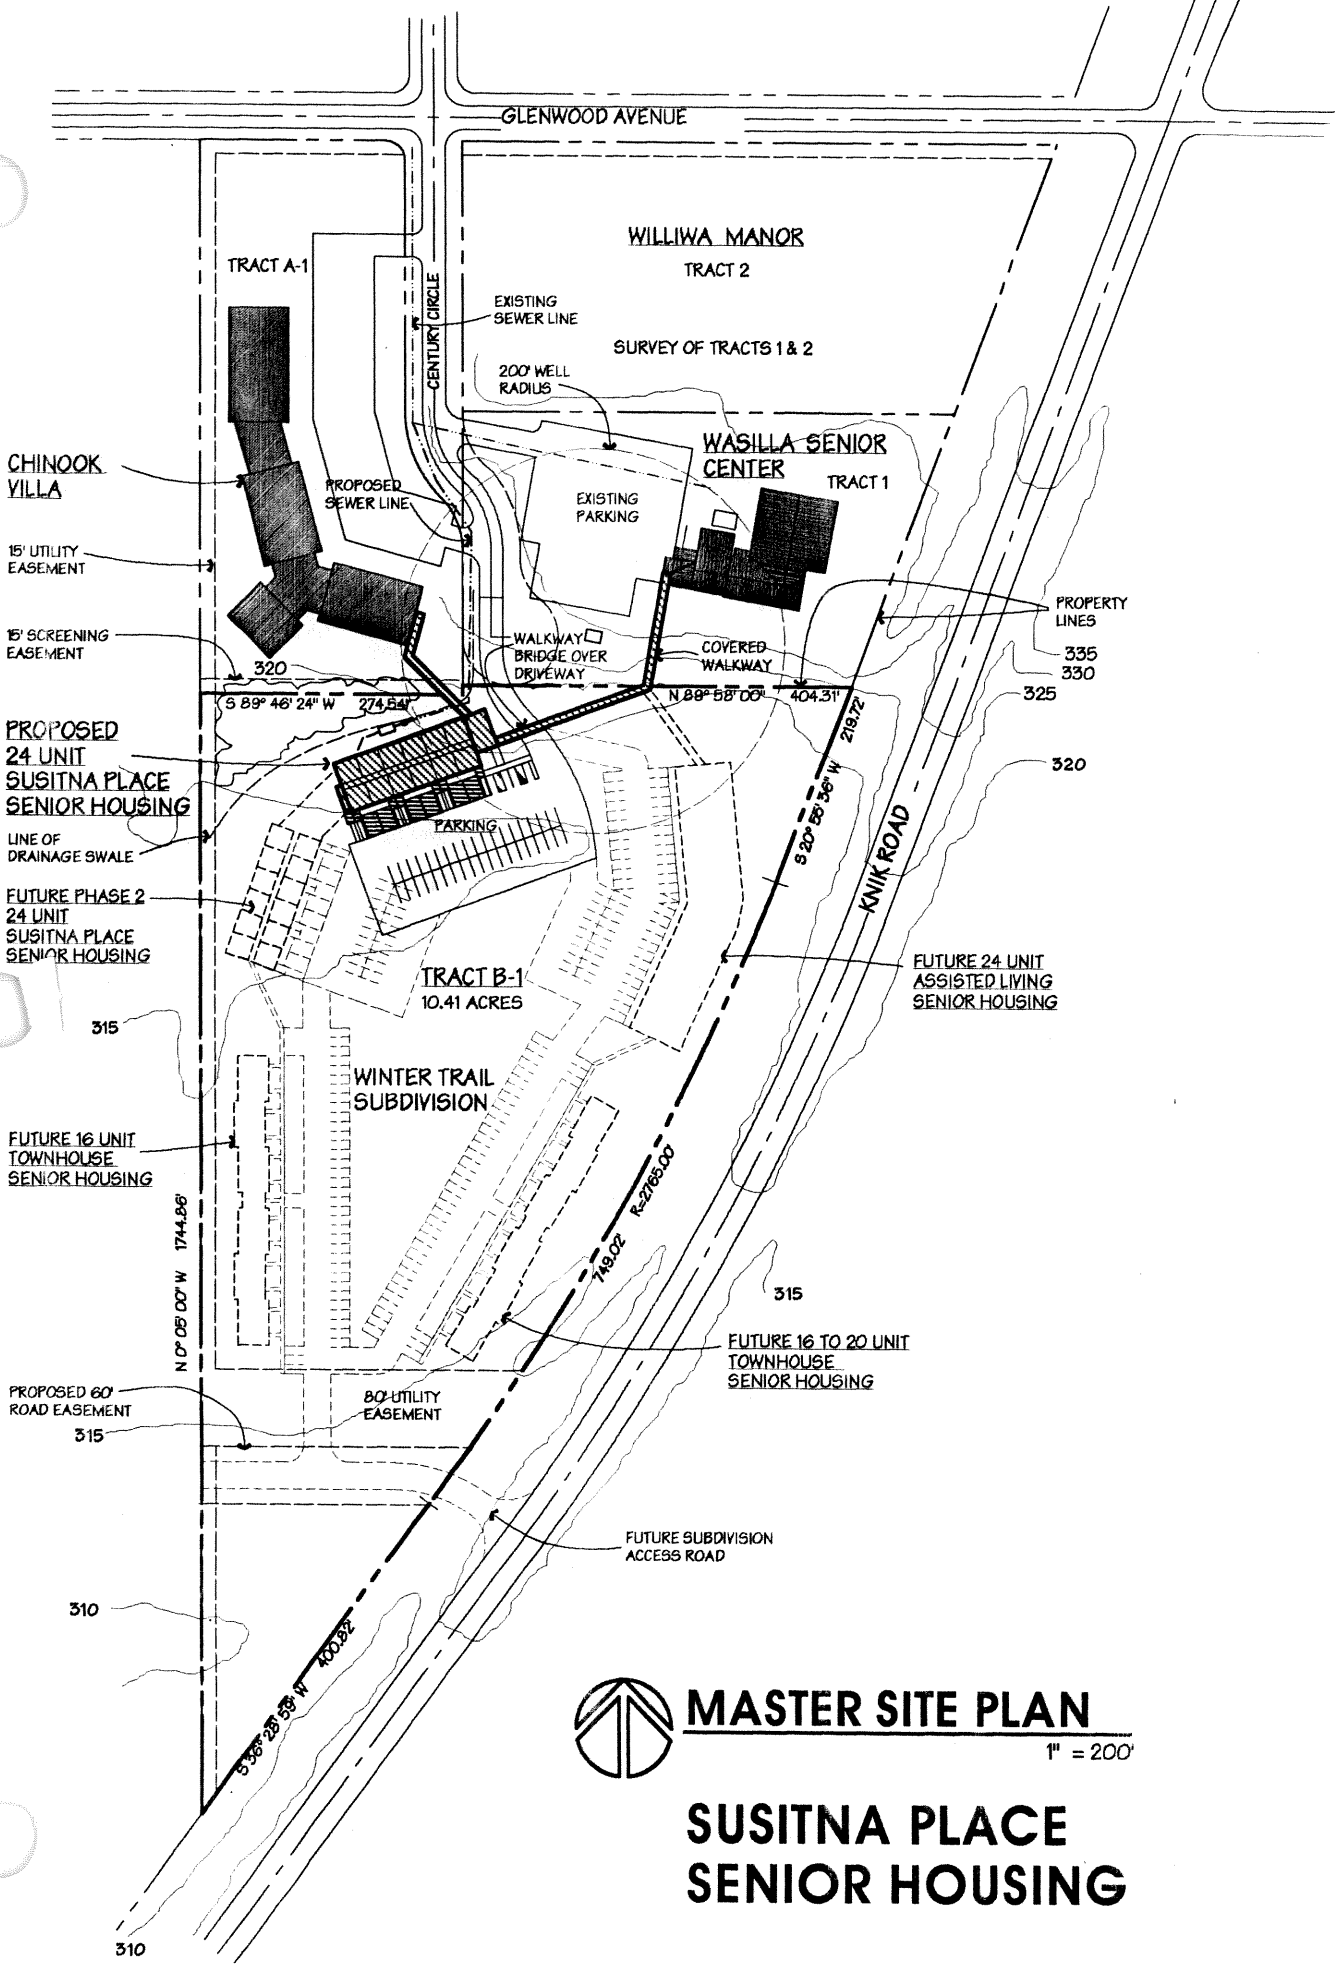 GLENWOOD AVENUE
WILLIWA MANOR
TRACT 2
TRACT A-1
CENTURY CIRCLE
EXISTING
SEWER LINE
SURVEY OF TRACTS 1 & 2
200' WELL
RADIUS
WASILLA SENIOR
CENTER
TRACT 1
CHINOOK
VILLA
PROPOSED
SEWER LINE
EXISTING
PARKING
15' UTILITY
EASEMENT
PROPERTY
LINES
15' SCREENING
EASEMENT
WALKWAY
BRIDGE OVER
DRIVEWAY
COVERED
WALKWAY
335
330
325
320
320
S 89° 46' 24" W 274.54'
N 89° 58' 00" 404.31'
S 20° 55' 36" W 219.72'
PROPOSED
24 UNIT
SUSITNA PLACE
SENIOR HOUSING
KNIK ROAD
LINE OF
DRAINAGE SWALE
PARKING
FUTURE PHASE 2
24 UNIT
SUSITNA PLACE
SENIOR HOUSING
FUTURE 24 UNIT
ASSISTED LIVING
SENIOR HOUSING
TRACT B-1
10.41 ACRES
315
WINTER TRAIL
SUBDIVISION
FUTURE 16 UNIT
TOWNHOUSE
SENIOR HOUSING
N 0° 05' 00" W 1744.86'
749.02' R=2765.00'
315
FUTURE 16 TO 20 UNIT
TOWNHOUSE
SENIOR HOUSING
PROPOSED 60'
ROAD EASEMENT
80' UTILITY
EASEMENT
315
FUTURE SUBDIVISION
ACCESS ROAD
310
S 36° 28' 59" W 400.82'
310
MASTER SITE PLAN
1" = 200'
SUSITNA PLACE
SENIOR HOUSING